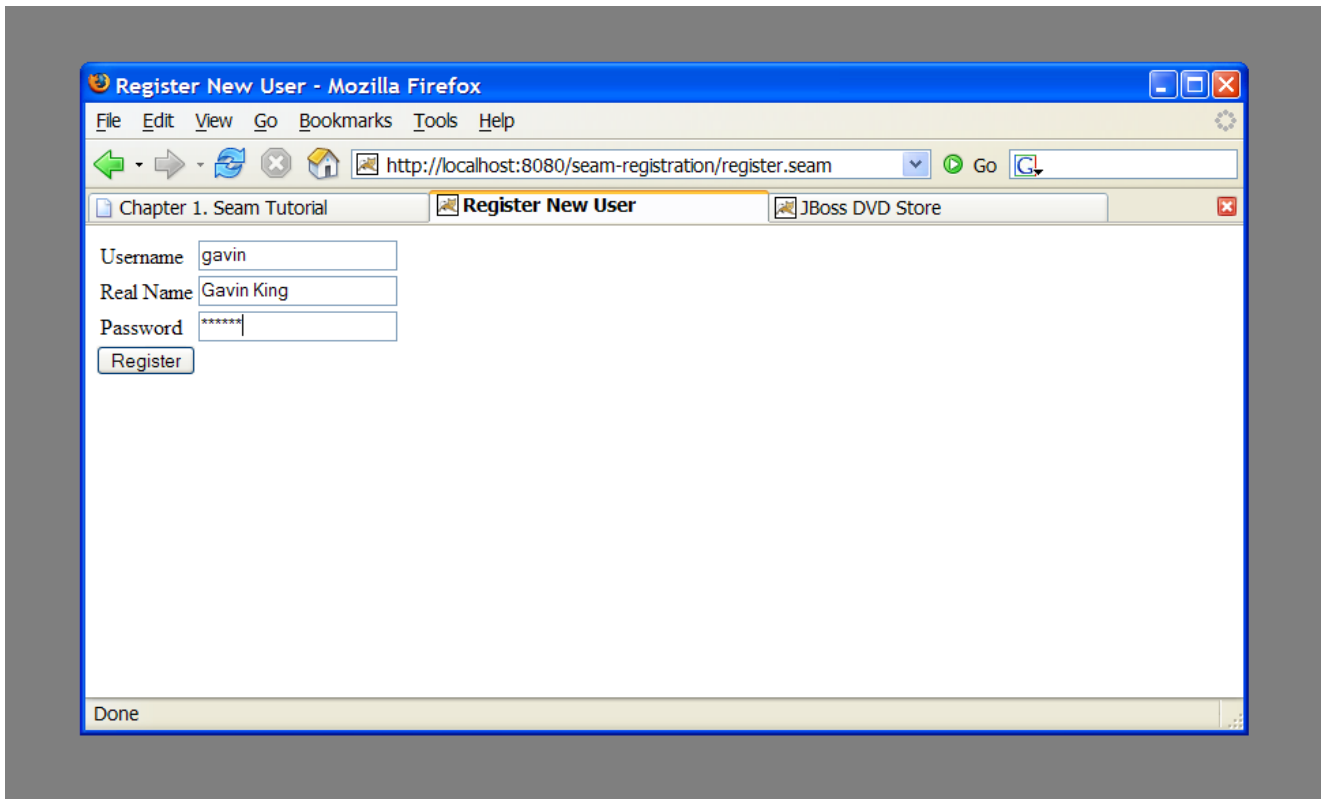 Register New User - Mozilla Firefox
File Edit View Go Bookmarks Tools Help
http://localhost:8080/seam-registration/register.seam Go G
Chapter 1. Seam Tutorial Register New User JBoss DVD Store
Username gavin
Real Name Gavin King
Password ******
Register
Done